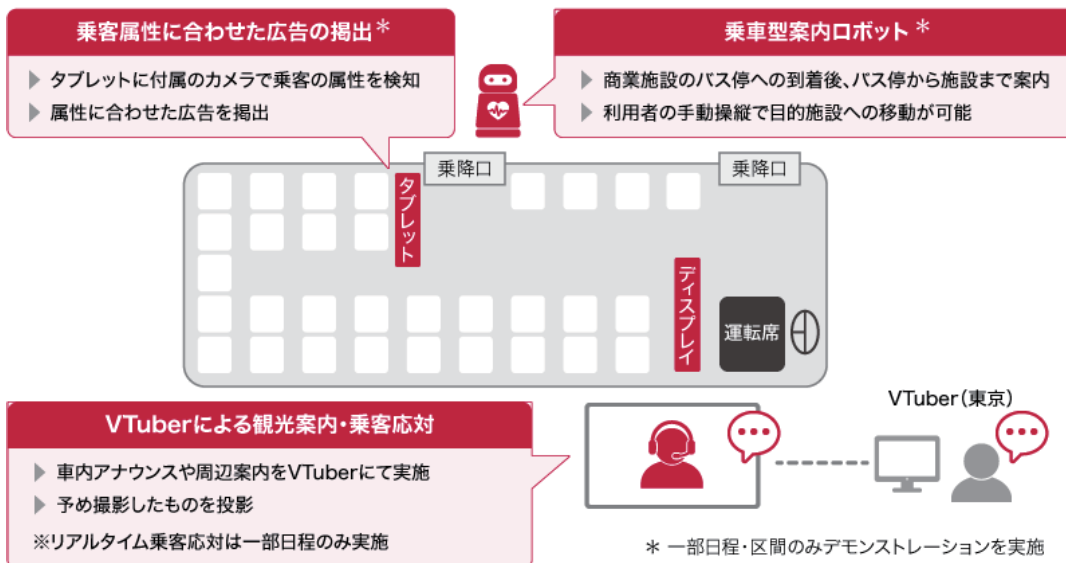 乗客属性に合わせた広告の掲出＊
▶ タブレットに付属のカメラで乗客の属性を検知
▶ 属性に合わせた広告を掲出
乗車型案内ロボット＊
▶ 商業施設のバス停への到着後、バス停から施設まで案内
▶ 利用者の手動操縦で目的施設への移動が可能
乗降口
乗降口
タブレット
ディスプレイ
運転席
VTuberによる観光案内・乗客応対
▶ 車内アナウンスや周辺案内をVTuberにて実施
▶ 予め撮影したものを投影
※リアルタイム乗客応対は一部日程のみ実施
VTuber（東京）
＊ 一部日程・区間のみデモンストレーションを実施